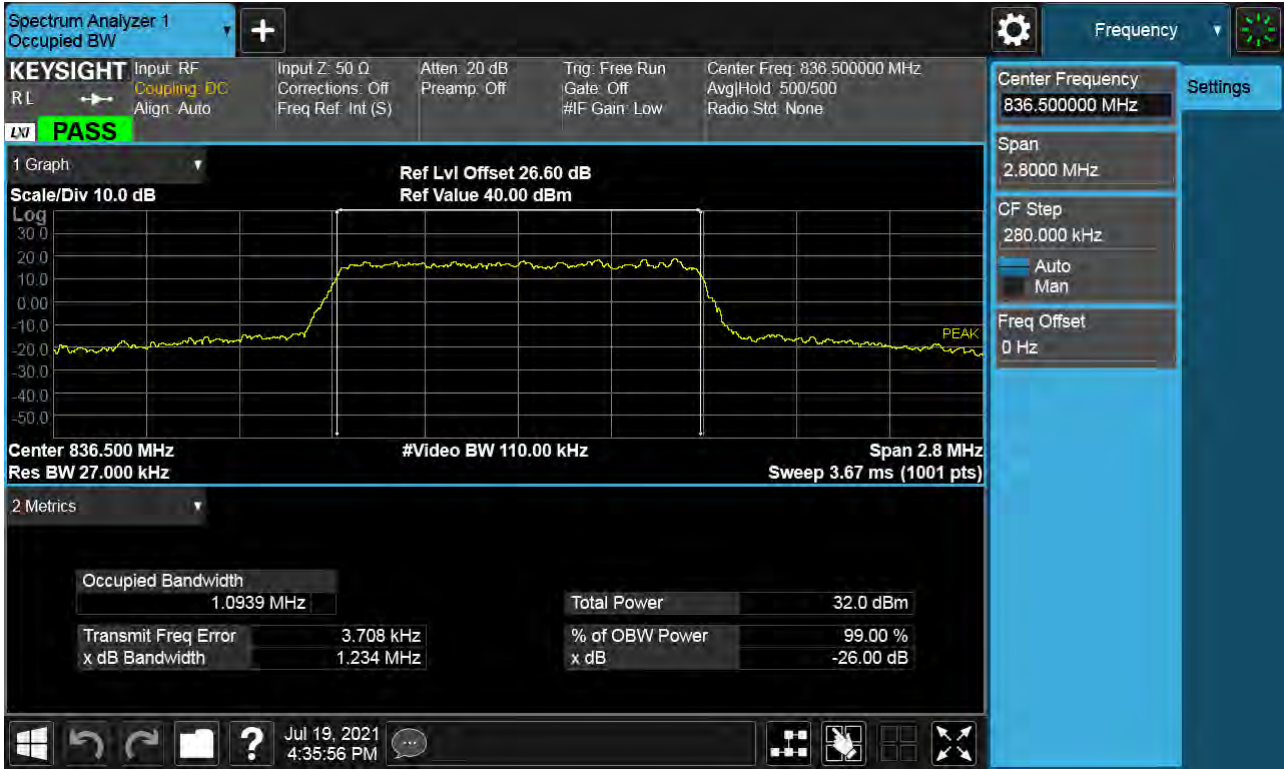 Spectrum Analyzer 1
Occupied BW
Frequency
KEYSIGHT
RL
LXI
PASS
Input: RF
Coupling: DC
Align: Auto
Input Z: 50 Ω
Corrections: Off
Freq Ref: Int (S)
Atten: 20 dB
Preamp: Off
Trig: Free Run
Gate: Off
#IF Gain: Low
Center Freq: 836.500000 MHz
Avg|Hold: 500/500
Radio Std: None
Center Frequency
836.500000 MHz
Settings
Span
2.8000 MHz
CF Step
280.000 kHz
Auto
Man
Freq Offset
0 Hz
1 Graph
Scale/Div 10.0 dB
Ref Lvl Offset 26.60 dB
Ref Value 40.00 dBm
Log
30.0
20.0
10.0
0.00
-10.0
-20.0
-30.0
-40.0
-50.0
PEAK
Center 836.500 MHz
#Video BW 110.00 kHz
Span 2.8 MHz
Res BW 27.000 kHz
Sweep 3.67 ms (1001 pts)
2 Metrics
Occupied Bandwidth
1.0939 MHz
Total Power 32.0 dBm
Transmit Freq Error 3.708 kHz
% of OBW Power 99.00 %
x dB Bandwidth 1.234 MHz
x dB -26.00 dB
Jul 19, 2021
4:35:56 PM